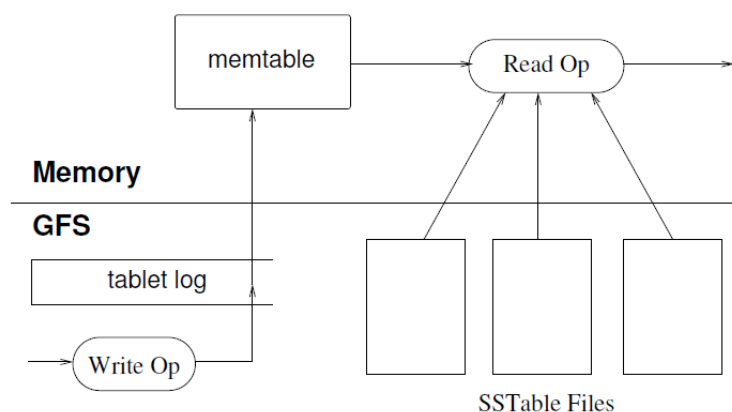 memtable
Read Op
Memory
GFS
tablet log
Write Op
SSTable Files